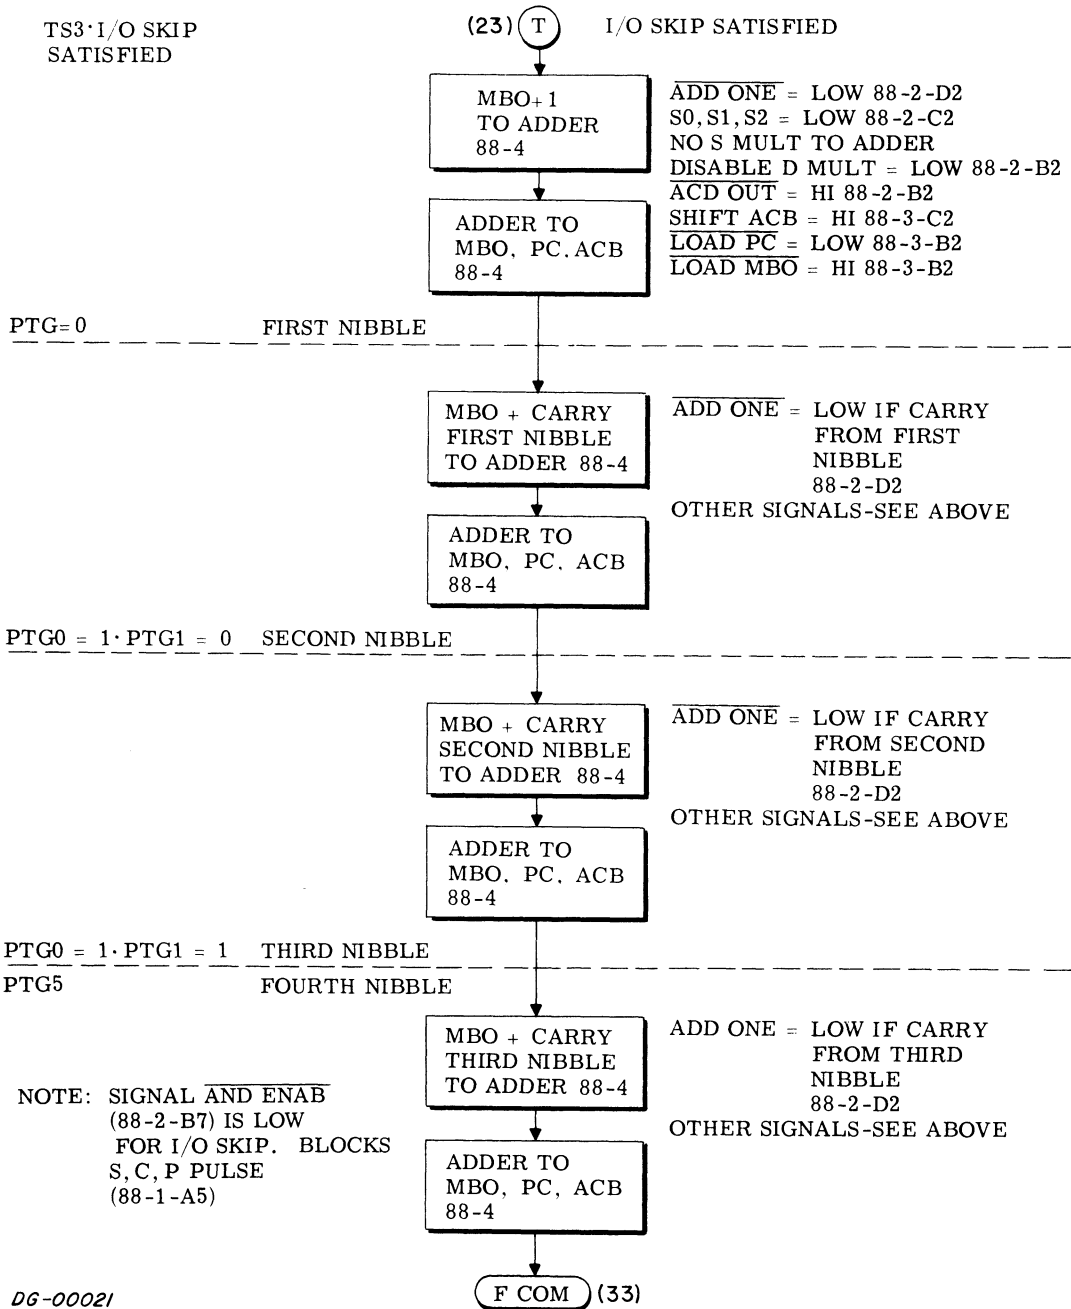 TS3·I/O SKIP
SATISFIED
(23) T I/O SKIP SATISFIED
MBO+1
TO ADDER
88-4
ADD ONE = LOW 88-2-D2
S0, S1, S2 = LOW 88-2-C2
NO S MULT TO ADDER
DISABLE D MULT = LOW 88-2-B2
ACD OUT = HI 88-2-B2
SHIFT ACB = HI 88-3-C2
LOAD PC = LOW 88-3-B2
LOAD MBO = HI 88-3-B2
ADDER TO
MBO, PC, ACB
88-4
PTG=0 FIRST NIBBLE
MBO + CARRY
FIRST NIBBLE
TO ADDER 88-4
ADD ONE = LOW IF CARRY
FROM FIRST
NIBBLE
88-2-D2
OTHER SIGNALS-SEE ABOVE
ADDER TO
MBO, PC, ACB
88-4
PTG0 = 1·PTG1 = 0 SECOND NIBBLE
MBO + CARRY
SECOND NIBBLE
TO ADDER 88-4
ADD ONE = LOW IF CARRY
FROM SECOND
NIBBLE
88-2-D2
OTHER SIGNALS-SEE ABOVE
ADDER TO
MBO, PC, ACB
88-4
PTG0 = 1·PTG1 = 1 THIRD NIBBLE
PTG5 FOURTH NIBBLE
MBO + CARRY
THIRD NIBBLE
TO ADDER 88-4
ADD ONE = LOW IF CARRY
FROM THIRD
NIBBLE
88-2-D2
OTHER SIGNALS-SEE ABOVE
NOTE: SIGNAL AND ENAB
(88-2-B7) IS LOW
FOR I/O SKIP. BLOCKS
S, C, P PULSE
(88-1-A5)
ADDER TO
MBO, PC, ACB
88-4
F COM (33)
DG-00021